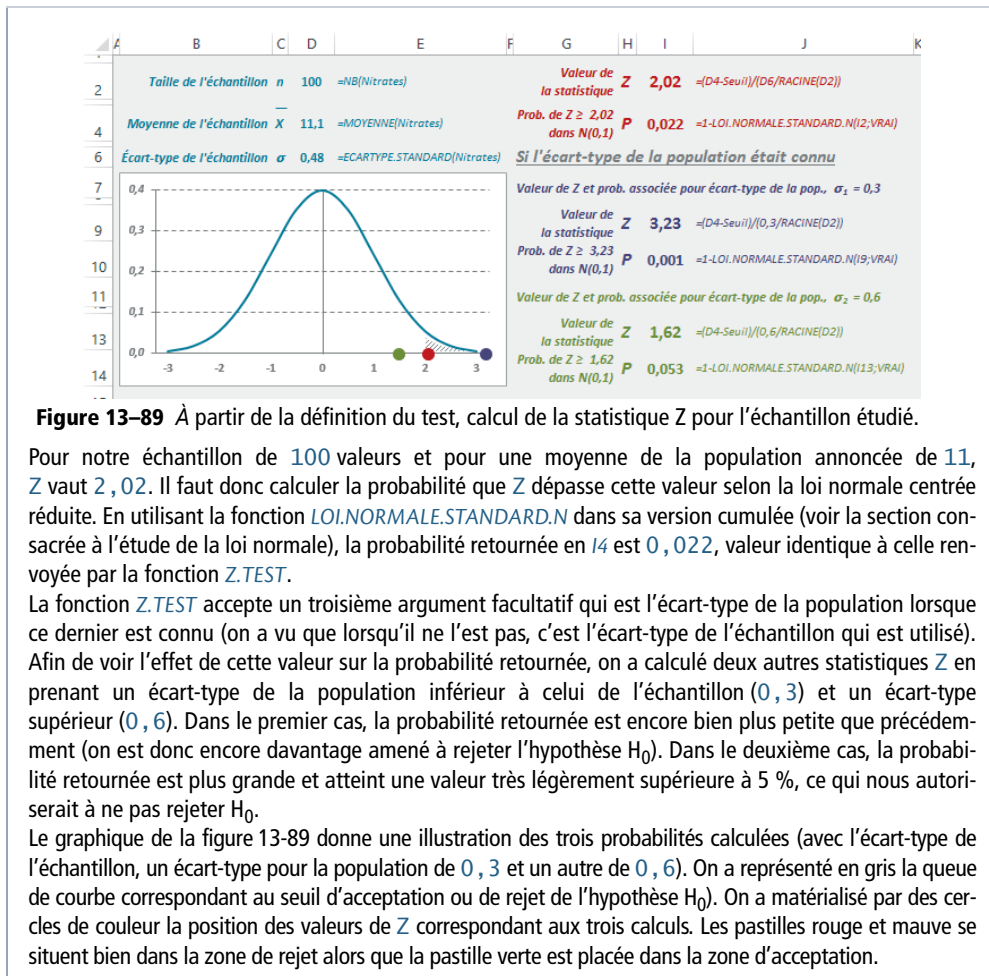 A B C D E F G H I J K
2 Taille de l'échantillon n 100 =NB(Nitrates) Valeur de la statistique Z 2,02 =(D4-Seuil)/(D6/RACINE(D2))
4 Moyenne de l'échantillon X 11,1 =MOYENNE(Nitrates) Prob. de Z ≥ 2,02 dans N(0,1) P 0,022 =1-LOI.NORMALE.STANDARD.N(I2;VRAI)
6 Écart-type de l'échantillon σ 0,48 =ECARTYPE.STANDARD(Nitrates) Si l'écart-type de la population était connu
7 Valeur de Z et prob. associée pour écart-type de la pop., σ1 = 0,3
9 Valeur de la statistique Z 3,23 =(D4-Seuil)/(0,3/RACINE(D2))
10 Prob. de Z ≥ 3,23 dans N(0,1) P 0,001 =1-LOI.NORMALE.STANDARD.N(I9;VRAI)
11 Valeur de Z et prob. associée pour écart-type de la pop., σ2 = 0,6
13 Valeur de la statistique Z 1,62 =(D4-Seuil)/(0,6/RACINE(D2))
14 Prob. de Z ≥ 1,62 dans N(0,1) P 0,053 =1-LOI.NORMALE.STANDARD.N(I13;VRAI)
0,4
0,3
0,2
0,1
0,0
-3 -2 -1 0 1 2 3
Figure 13–89 À partir de la définition du test, calcul de la statistique Z pour l'échantillon étudié.
Pour notre échantillon de 100 valeurs et pour une moyenne de la population annoncée de 11,
Z vaut 2,02. Il faut donc calculer la probabilité que Z dépasse cette valeur selon la loi normale centrée
réduite. En utilisant la fonction LOI.NORMALE.STANDARD.N dans sa version cumulée (voir la section con-
sacrée à l'étude de la loi normale), la probabilité retournée en I4 est 0,022, valeur identique à celle ren-
voyée par la fonction Z.TEST.
La fonction Z.TEST accepte un troisième argument facultatif qui est l'écart-type de la population lorsque
ce dernier est connu (on a vu que lorsqu'il ne l'est pas, c'est l'écart-type de l'échantillon qui est utilisé).
Afin de voir l'effet de cette valeur sur la probabilité retournée, on a calculé deux autres statistiques Z en
prenant un écart-type de la population inférieur à celui de l'échantillon (0,3) et un écart-type
supérieur (0,6). Dans le premier cas, la probabilité retournée est encore bien plus petite que précédem-
ment (on est donc encore davantage amené à rejeter l'hypothèse H0). Dans le deuxième cas, la probabi-
lité retournée est plus grande et atteint une valeur très légèrement supérieure à 5 %, ce qui nous autori-
serait à ne pas rejeter H0.
Le graphique de la figure 13-89 donne une illustration des trois probabilités calculées (avec l'écart-type de
l'échantillon, un écart-type pour la population de 0,3 et un autre de 0,6). On a représenté en gris la queue
de courbe correspondant au seuil d'acceptation ou de rejet de l'hypothèse H0). On a matérialisé par des cer-
cles de couleur la position des valeurs de Z correspondant aux trois calculs. Les pastilles rouge et mauve se
situent bien dans la zone de rejet alors que la pastille verte est placée dans la zone d'acceptation.